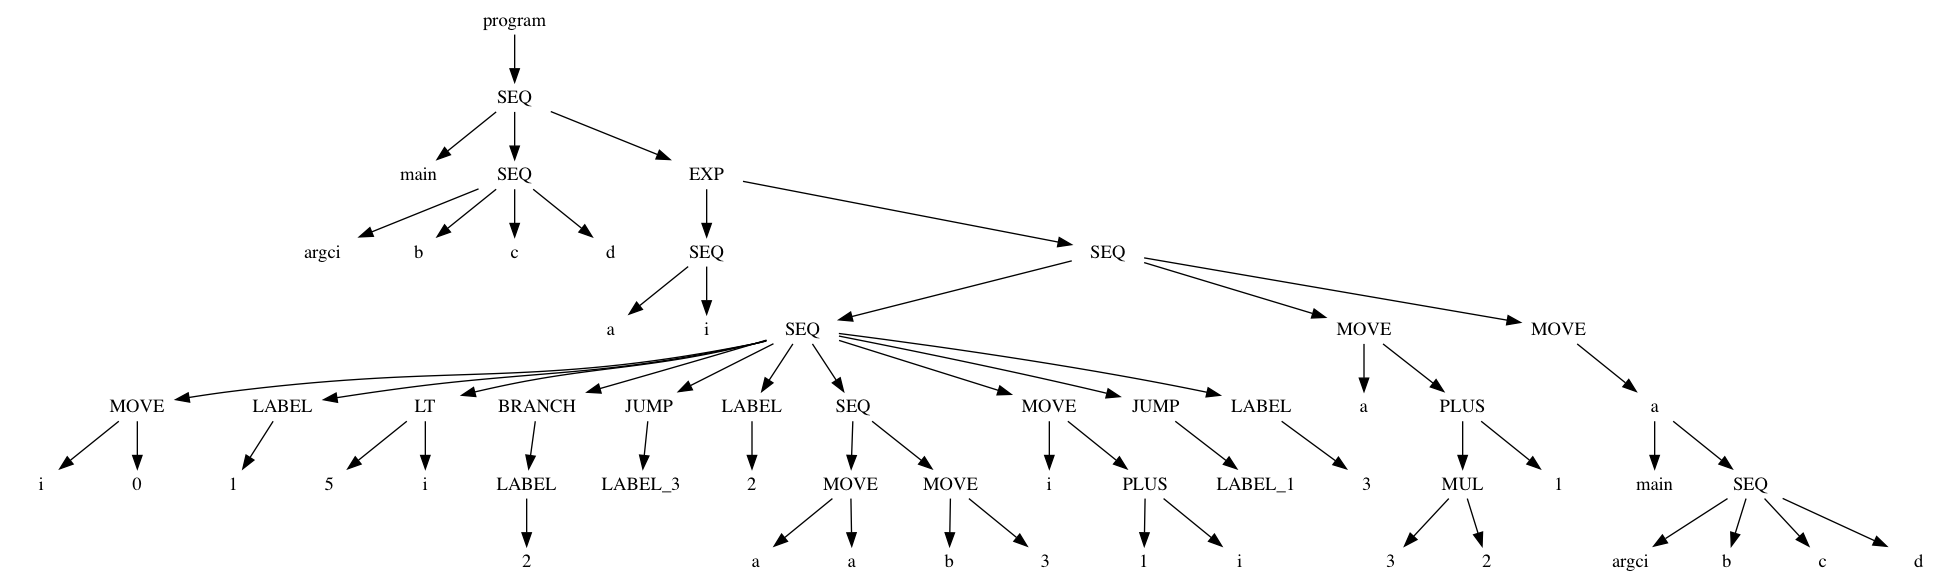 program
SEQ
main SEQ EXP
argci b c d SEQ SEQ
a i SEQ MOVE MOVE
MOVE LABEL LT BRANCH JUMP LABEL SEQ MOVE JUMP LABEL a PLUS a
i 0 1 5 i LABEL LABEL_3 2 MOVE MOVE i PLUS LABEL_1 3 MUL 1 main SEQ
2 a a b 3 1 i 3 2 argci b c d